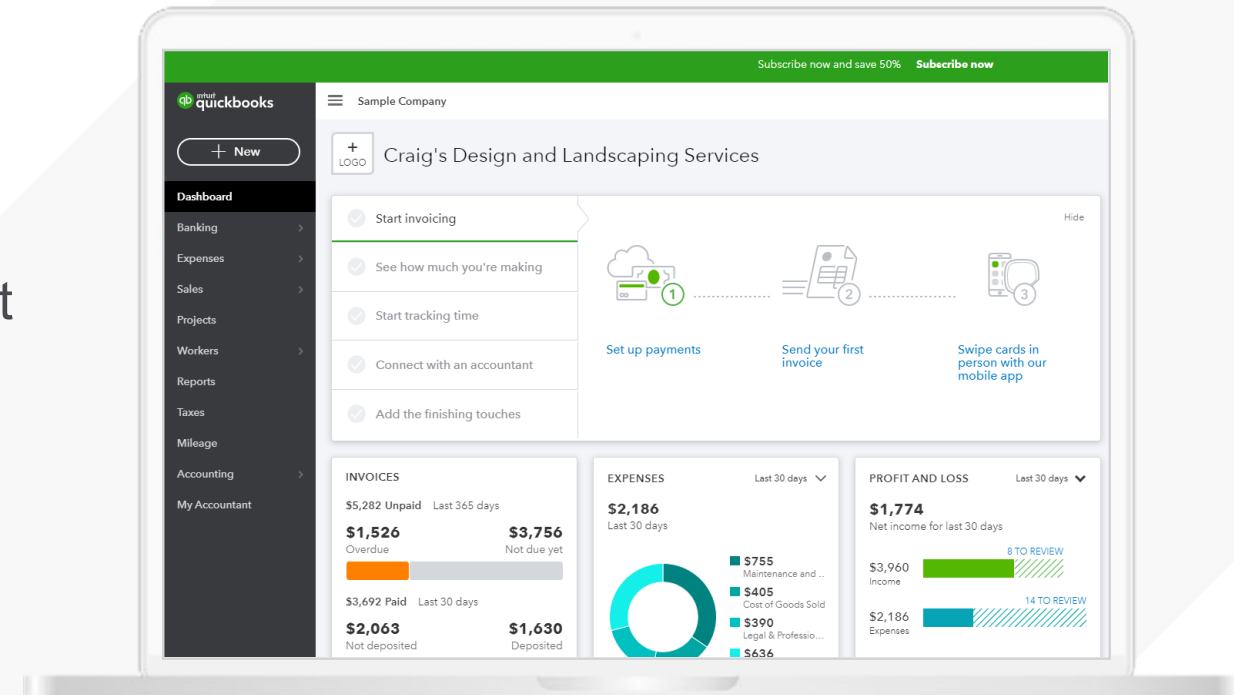 t
Subscribe now and save 50% Subscribe now
qb intuit quickbooks
Sample Company
+ New
+ LOGO
Craig's Design and Landscaping Services
Dashboard
Banking
Expenses
Sales
Projects
Workers
Reports
Taxes
Mileage
Accounting
My Accountant
Start invoicing
See how much you're making
Start tracking time
Connect with an accountant
Add the finishing touches
Hide
1
2
3
Set up payments
Send your first
invoice
Swipe cards in
person with our
mobile app
INVOICES
$5,282 Unpaid Last 365 days
$1,526 $3,756
Overdue Not due yet
$3,692 Paid Last 30 days
$2,063 $1,630
Not deposited Deposited
EXPENSES Last 30 days
$2,186
Last 30 days
$755
Maintenance and ..
$405
Cost of Goods Sold
$390
Legal & Professio...
$636
PROFIT AND LOSS Last 30 days
$1,774
Net income for last 30 days
8 TO REVIEW
$3,960
Income
14 TO REVIEW
$2,186
Expenses